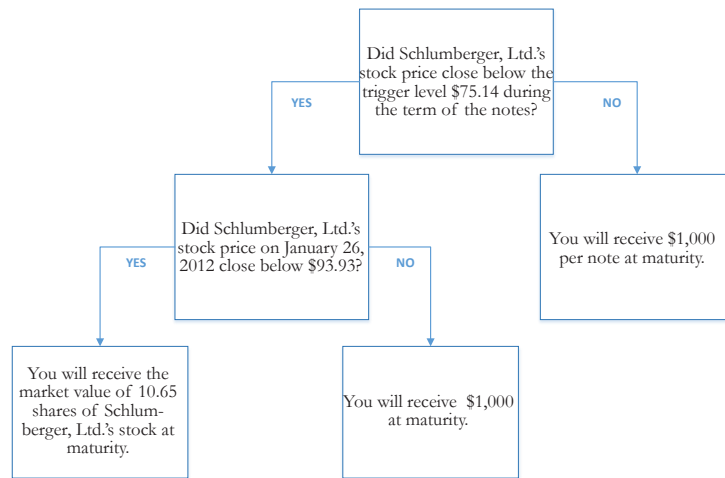 Did Schlumberger, Ltd.'s
stock price close below the
trigger level $75.14 during
the term of the notes?
YES
NO
Did Schlumberger, Ltd.'s
stock price on January 26,
2012 close below $93.93?
You will receive $1,000
per note at maturity.
YES
NO
You will receive the
market value of 10.65
shares of Schlum-
berger, Ltd.'s stock at
maturity.
You will receive $1,000
at maturity.